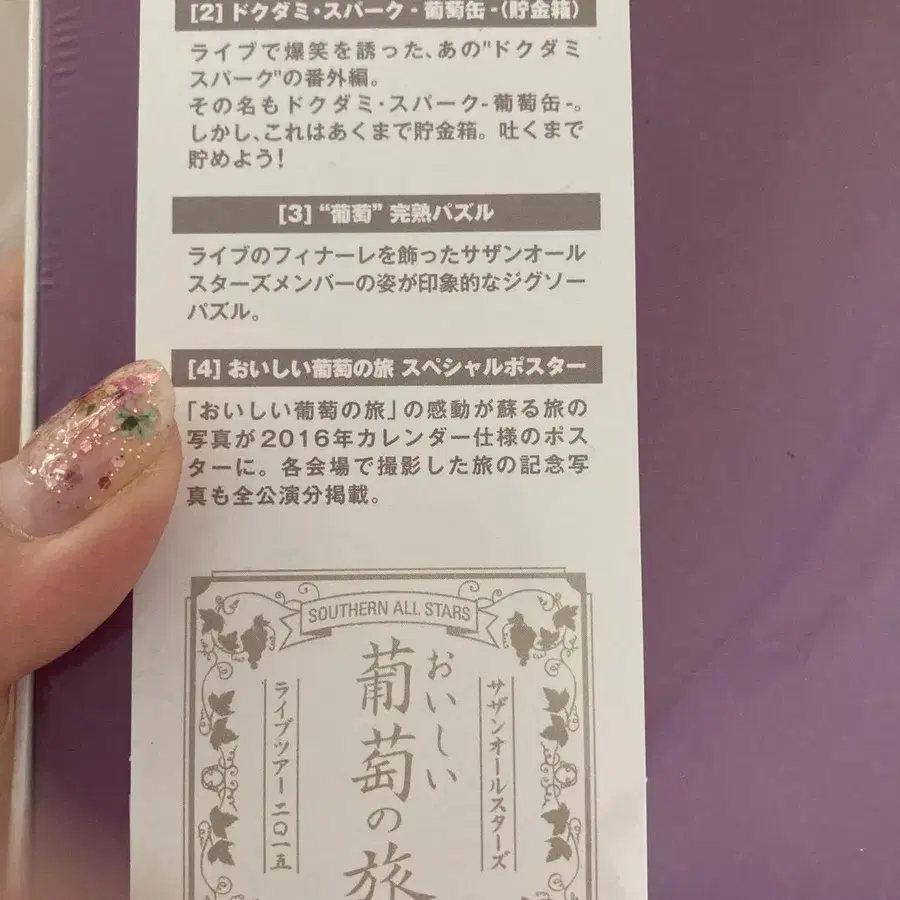 [2] ドクダミ・スパーク - 葡萄缶 -（貯金箱）
ライブで爆笑を誘った、あの"ドクダミ
スパーク"の番外編。
その名もドクダミ・スパーク-葡萄缶-。
しかし、これはあくまで貯金箱。吐くまで
貯めよう！
[3] “葡萄” 完熟パズル
ライブのフィナーレを飾ったサザンオール
スターズメンバーの姿が印象的なジグソー
パズル。
[4] おいしい葡萄の旅 スペシャルポスター
「おいしい葡萄の旅」の感動が蘇る旅の
写真が2016年カレンダー仕様のポス
ターに。各会場で撮影した旅の記念写
真も全公演分掲載。
SOUTHERN ALL STARS
サザンオールスターズ
おいしい
葡萄の旅
ライブツアー二〇一五